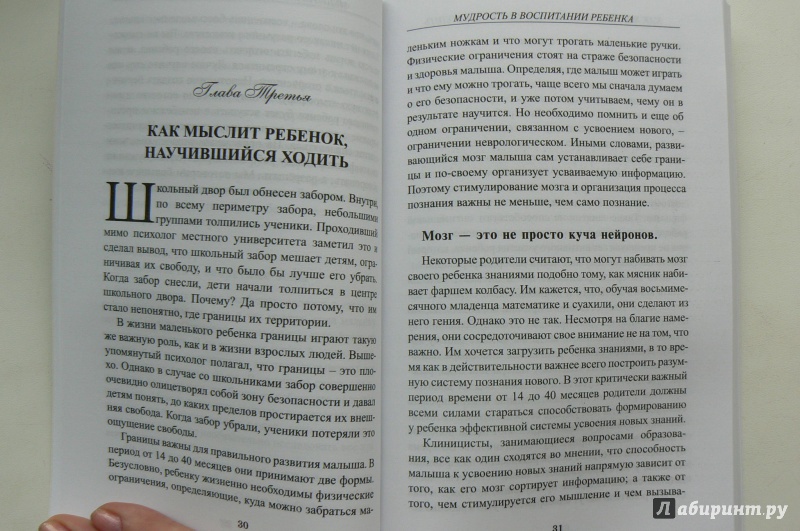 Глава Третья
КАК МЫСЛИТ РЕБЕНОК,
НАУЧИВШИЙСЯ ХОДИТЬ
Школьный двор был обнесен забором. Внутри,
по всему периметру забора, небольшими
группами толпились ученики. Проходивший
мимо психолог местного университета заметил это и
сделал вывод, что школьный забор мешает детям, огра-
ничивая их свободу, и что было бы лучше его убрать.
Когда забор снесли, дети начали толпиться в центре
школьного двора. Почему? Да просто потому, что им
стало непонятно, где границы их территории.
В жизни маленького ребенка границы играют такую
же важную роль, как и в жизни взрослых людей. Выше-
упомянутый психолог полагал, что границы – это пло-
хо. Однако в случае со школьниками забор совершенно
очевидно олицетворял собой зону безопасности и давал
детям понять, до каких пределов простирается их внеш-
няя свобода. Когда забор убрали, ученики потеряли это
ощущение свободы.
Границы важны для правильного развития малыша. В
период от 14 до 40 месяцев они принимают две формы.
Безусловно, ребенку жизненно необходимы физические
ограничения, определяющие, куда можно забраться ма-
30
МУДРОСТЬ В ВОСПИТАНИИ РЕБЕНКА
леньким ножкам и что могут трогать маленькие ручки.
Физические ограничения стоят на страже безопасности
и здоровья малыша. Определяя, где малыш может играть
и что ему можно трогать, чаще всего мы сначала думаем
о его безопасности, и уже потом учитываем, чему он в
результате научится. Но необходимо помнить и еще об
одном ограничении, связанном с усвоением нового, –
ограничении неврологическом. Иными словами, разви-
вающийся мозг малыша сам устанавливает себе грани-
цы и по-своему организует усваиваемую информацию.
Поэтому стимулирование мозга и организация процесса
познания важны не меньше, чем само познание.
Мозг — это не просто куча нейронов.
Некоторые родители считают, что могут набивать мозг
своего ребенка знаниями подобно тому, как мясник наби-
вает фаршем колбасу. Им кажется, что, обучая восьмиме-
сячного младенца математике и суахили, они сделают из
него гения. Однако это не так. Несмотря на благие наме-
рения, они сосредоточивают свое внимание не на том, что
важно. Им хочется загрузить ребенка знаниями, в то время
как в действительности важнее всего построить разум-
ную систему познания нового. В этот критически важный
период времени от 14 до 40 месяцев родители должны
всеми силами стараться способствовать формированию
у ребенка эффективной системы усвоения новых знаний.
Клиницисты, занимающиеся вопросами образова-
ния, все как один сходятся во мнении, что способность
малыша к усвоению новых знаний напрямую зависит от
того, как его мозг сортирует информацию; а также от
того, чем стимулируется его мышление и чем вызыва-
31
Лабиринт.ру